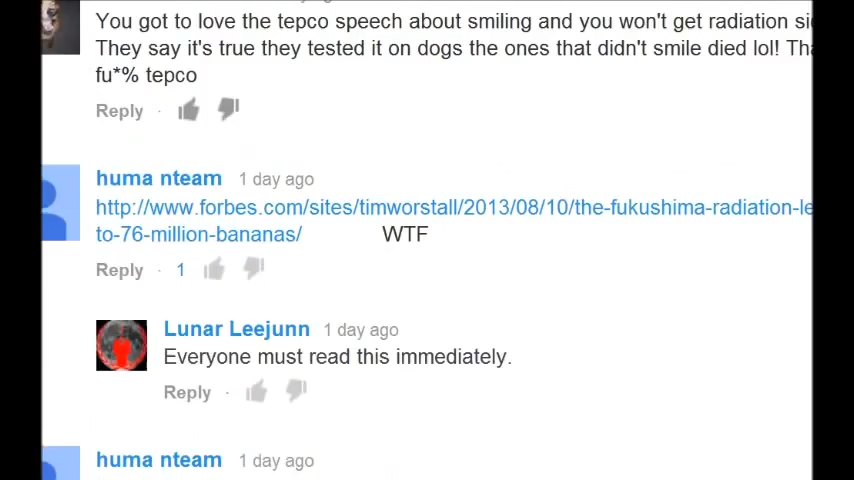 You got to love the tepco speech about smiling and you won't get radiation
They say it's true they tested it on dogs the ones that didn't smile died lol!
fu*% tepco
Reply ·
huma nteam 1 day ago
http://www.forbes.com/sites/timworstall/2013/08/10/the-fukushima-radiation-le
to-76-million-bananas/ WTF
Reply · 1
Lunar Leejunn 1 day ago
Everyone must read this immediately.
Reply ·
huma nteam 1 day ago